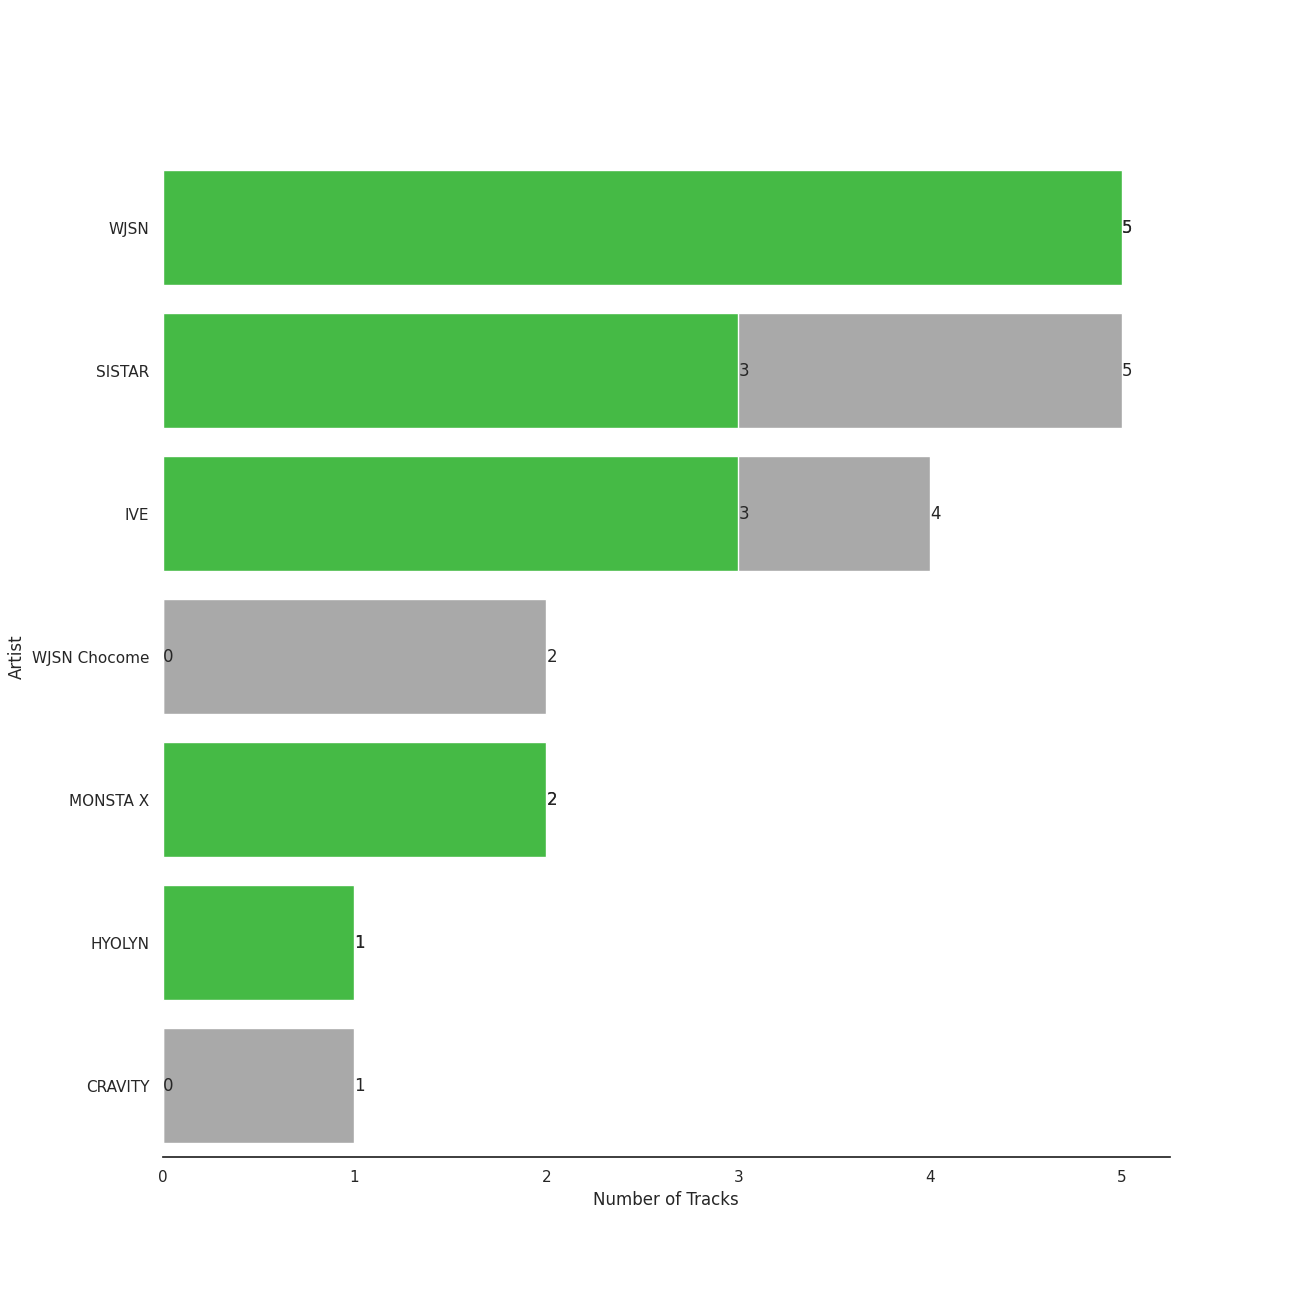 WJSN
5
SISTAR
3
5
IVE
3
4
Artist
WJSN Chocome
0
2
MONSTA X
2
HYOLYN
1
CRAVITY
0
1
0 1 2 3 4 5
Number of Tracks